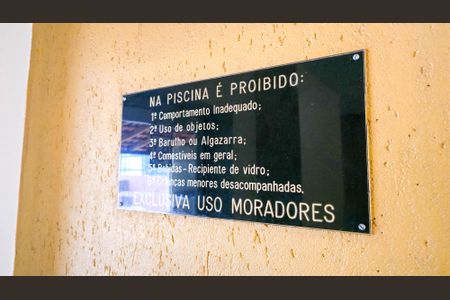 NA PISCINA É PROIBIDO:
1º Comportamento Inadequado;
2º Uso de objetos;
3º Barulho ou Algazarra;
4º Comestíveis em geral;
5º Bebidas - Recipiente de vidro;
6º Crianças menores desacompanhadas.
EXCLUSIVA USO MORADORES